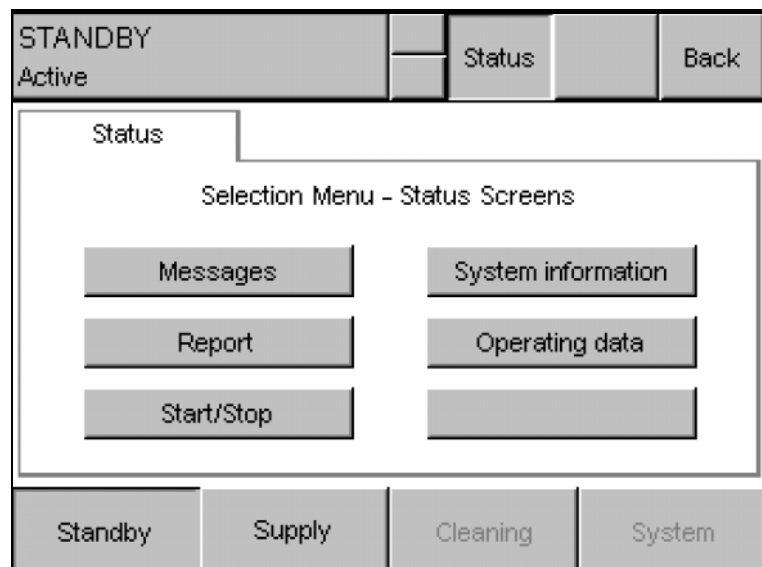 STANDBY
Active
Status
Back
Status
Selection Menu - Status Screens
Messages
System information
Report
Operating data
Start/Stop
Standby
Supply
Cleaning
System